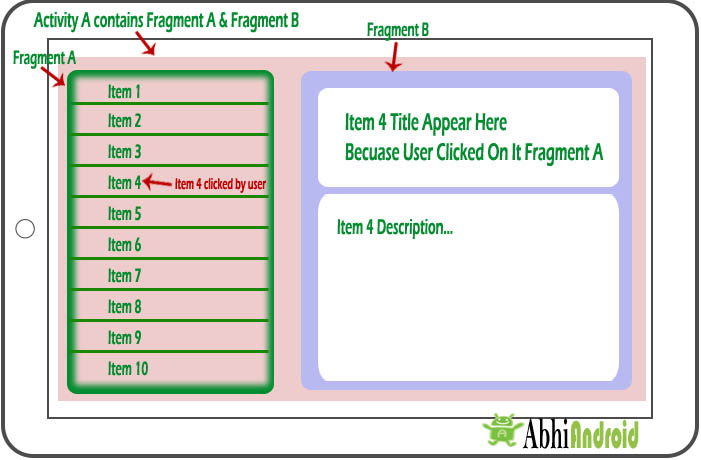 Activity A contains Fragment A & Fragment B
Fragment A
Fragment B
Item 1
Item 2
Item 3
Item 4
Item 4 clicked by user
Item 5
Item 6
Item 7
Item 8
Item 9
Item 10
Item 4 Title Appear Here
Becuase User Clicked On It Fragment A
Item 4 Description...
AbhiAndroid